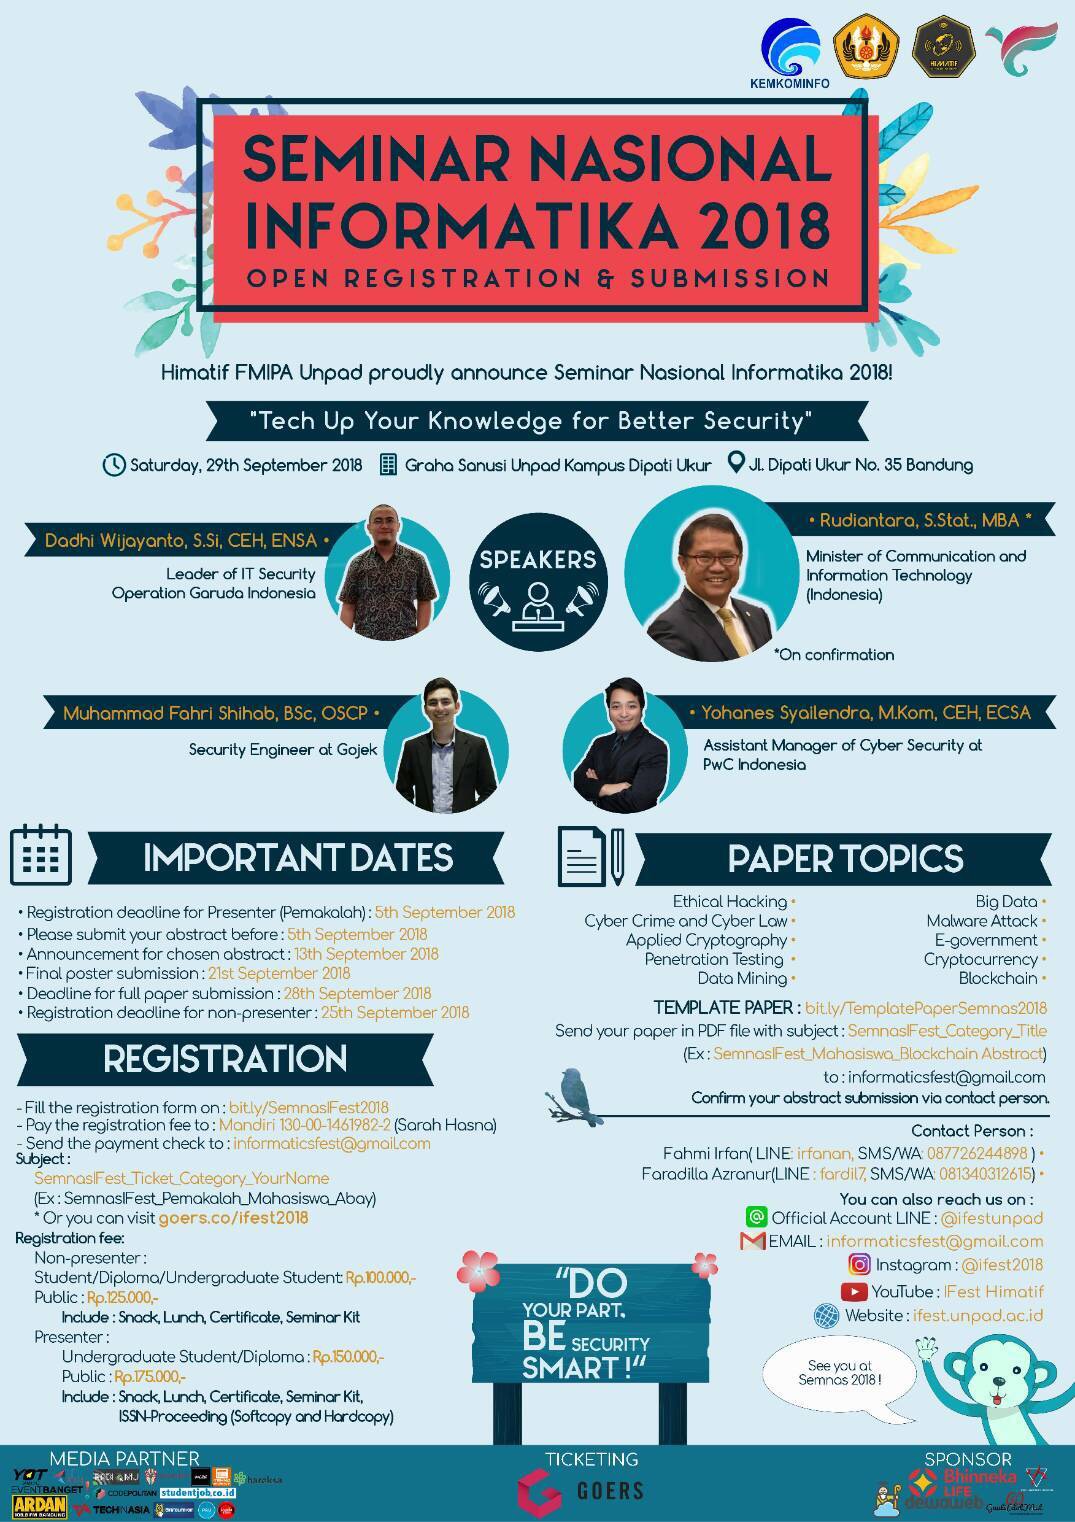 KEMKOMINFO
HIMATIF
SEMINAR NASIONAL
INFORMATIKA 2018
OPEN REGISTRATION & SUBMISSION
Himatif FMIPA Unpad proudly announce Seminar Nasional Informatika 2018!
"Tech Up Your Knowledge for Better Security"
Saturday, 29th September 2018
Graha Sanusi Unpad Kampus Dipati Ukur
Jl. Dipati Ukur No. 35 Bandung
Dadhi Wijayanto, S.Si, CEH, ENSA •
Leader of IT Security
Operation Garuda Indonesia
SPEAKERS
• Rudiantara, S.Stat., MBA *
Minister of Communication and
Information Technology
(Indonesia)
*On confirmation
Muhammad Fahri Shihab, BSc, OSCP •
Security Engineer at Gojek
• Yohanes Syailendra, M.Kom, CEH, ECSA
Assistant Manager of Cyber Security at
PwC Indonesia
IMPORTANT DATES
• Registration deadline for Presenter (Pemakalah) : 5th September 2018
• Please submit your abstract before : 5th September 2018
• Announcement for chosen abstract : 13th September 2018
• Final poster submission : 21st September 2018
• Deadline for full paper submission : 28th September 2018
• Registration deadline for non-presenter : 25th September 2018
REGISTRATION
- Fill the registration form on : bit.ly/SemnasIFest2018
- Pay the registration fee to : Mandiri 130-00-1461982-2 (Sarah Hasna)
- Send the payment check to : informaticsfest@gmail.com
Subject :
SemnasIFest_Ticket_Category_YourName
(Ex : SemnasIFest_Pemakalah_Mahasiswa_Abay)
* Or you can visit goers.co/ifest2018
Registration fee:
Non-presenter :
Student/Diploma/Undergraduate Student: Rp.100.000,-
Public : Rp.125.000,-
Include : Snack, Lunch, Certificate, Seminar Kit
Presenter :
Undergraduate Student/Diploma : Rp.150.000,-
Public : Rp.175.000,-
Include : Snack, Lunch, Certificate, Seminar Kit,
ISSN-Proceeding (Softcopy and Hardcopy)
PAPER TOPICS
Ethical Hacking •
Cyber Crime and Cyber Law •
Applied Cryptography •
Penetration Testing •
Data Mining •
Big Data •
Malware Attack •
E-government •
Cryptocurrency •
Blockchain •
TEMPLATE PAPER : bit.ly/TemplatePaperSemnas2018
Send your paper in PDF file with subject : SemnasIFest_Category_Title
(Ex : SemnasIFest_Mahasiswa_Blockchain Abstract)
to : informaticsfest@gmail.com
Confirm your abstract submission via contact person.
Contact Person :
Fahmi Irfan( LINE: irfanan, SMS/WA: 087726244898 ) •
Faradilla Azranur(LINE : fardil7, SMS/WA: 081340312615) •
You can also reach us on :
Official Account LINE : @ifestunpad
EMAIL : informaticsfest@gmail.com
Instagram : @ifest2018
YouTube : IFest Himatif
Website : ifest.unpad.ac.id
"DO
YOUR PART,
BE SECURITY
SMART !"
See you at
Semnas 2018 !
MEDIA PARTNER
YOT
EVENTBANGET
CODEPOLITAN
studentjob.co.id
haroksa
ARDAN
105.9 FM BANDUNG
TECHINASIA
TICKETING
GOERS
SPONSOR
Bhinneka
LIFE
dewaweb